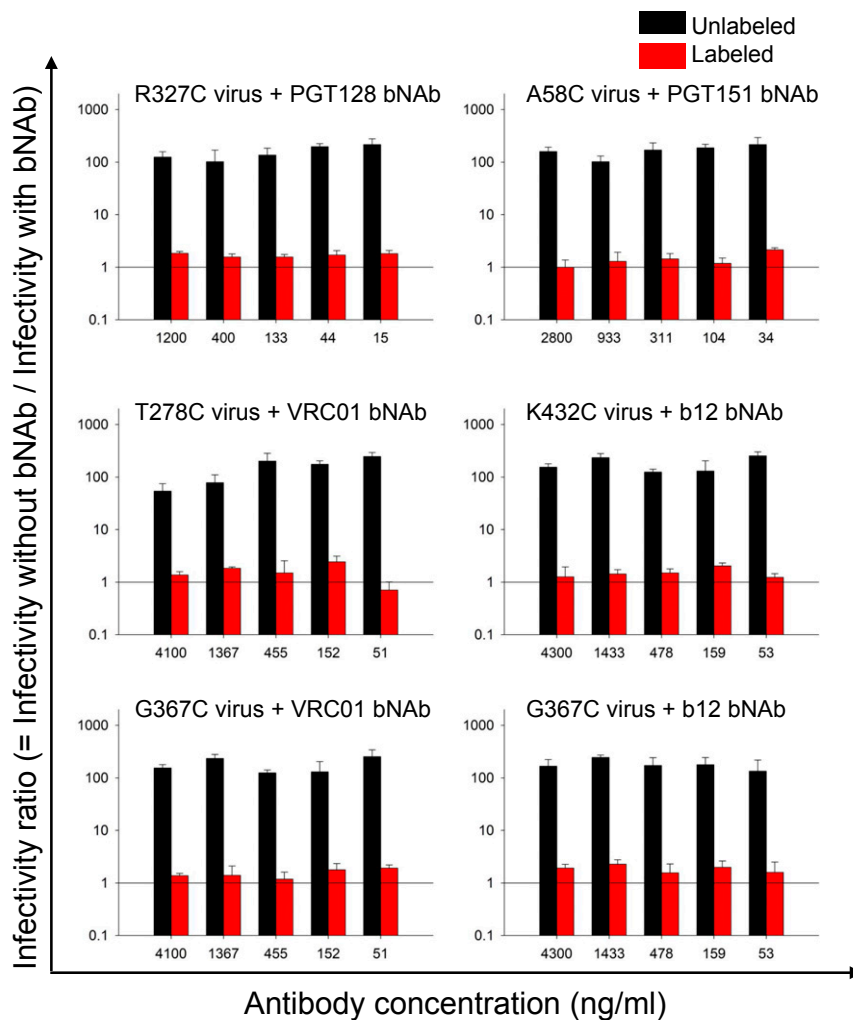 Unlabeled
Labeled
Infectivity ratio (= Infectivity without bNAb / Infectivity with bNAb)
R327C virus + PGT128 bNAb
1000
100
10
1
0.1
1200 400 133 44 15
A58C virus + PGT151 bNAb
1000
100
10
1
0.1
2800 933 311 104 34
T278C virus + VRC01 bNAb
1000
100
10
1
0.1
4100 1367 455 152 51
K432C virus + b12 bNAb
1000
100
10
1
0.1
4300 1433 478 159 53
G367C virus + VRC01 bNAb
1000
100
10
1
0.1
4100 1367 455 152 51
G367C virus + b12 bNAb
1000
100
10
1
0.1
4300 1433 478 159 53
Antibody concentration (ng/ml)